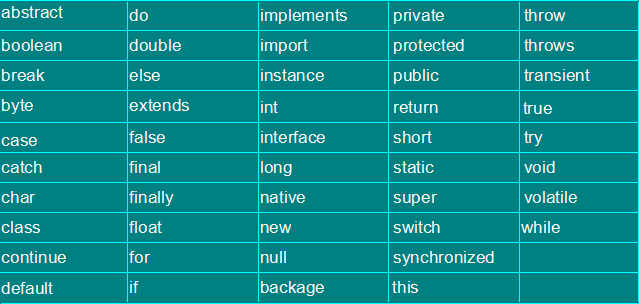 abstract do implements private throw
boolean double import protected throws
break else instance public transient
byte extends int return true
case false interface short try
catch final long static void
char finally native super volatile
class float new switch while
continue for null synchronized
default if backage this